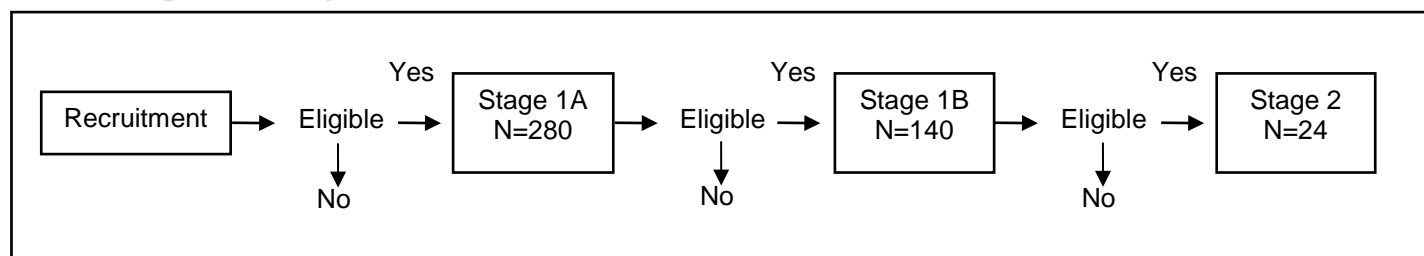 Recruitment
Eligible
Yes
No
Stage 1A
N=280
Eligible
Yes
No
Stage 1B
N=140
Eligible
Yes
No
Stage 2
N=24